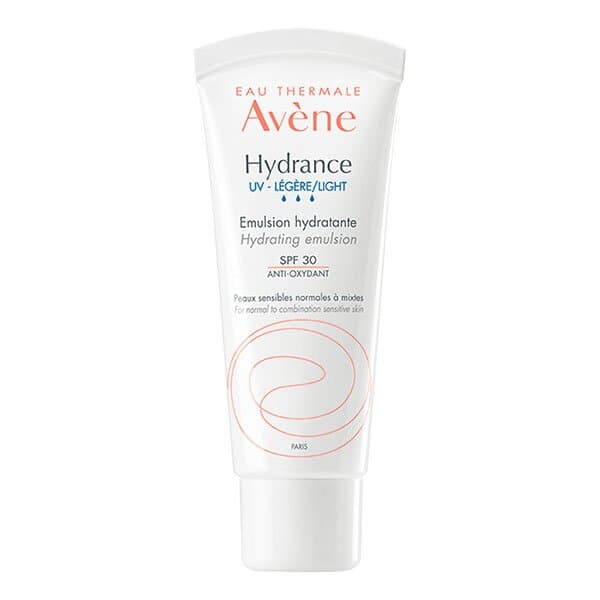 EAU THERMALE
Avène
Hydrance
UV - LÉGÈRE/LIGHT
Emulsion hydratante
Hydrating emulsion
SPF 30
ANTI-OXYDANT
Peaux sensibles normales à mixtes
For normal to combination sensitive skin
PARIS